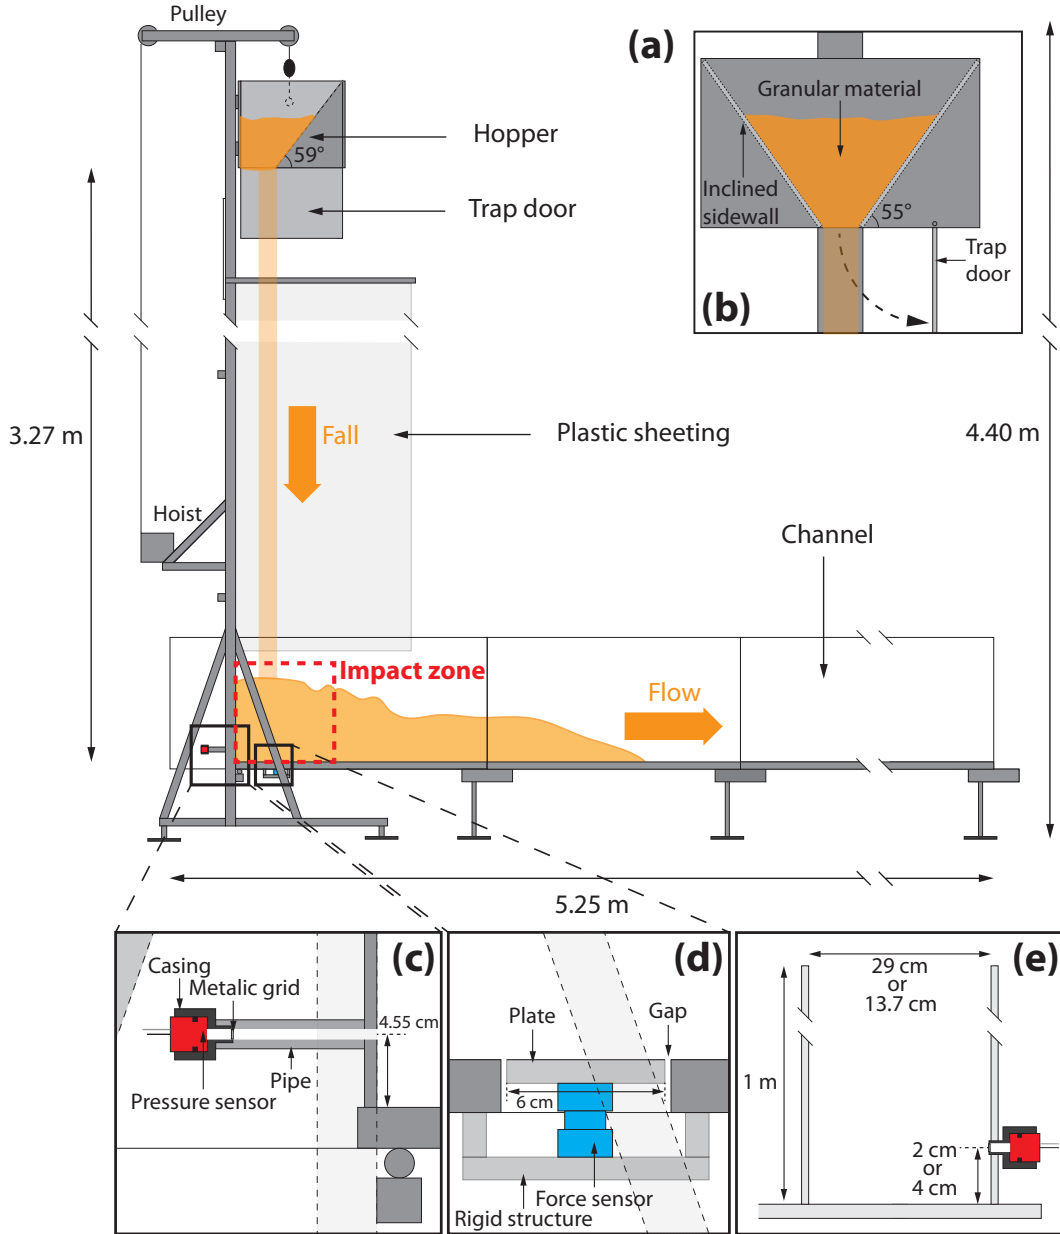 Pulley
(a)
Hopper
59°
Trap door
Granular material
Inclined
sidewall
55°
Trap
door
(b)
3.27 m
Fall
Plastic sheeting
4.40 m
Hoist
Channel
Impact zone
Flow
5.25 m
(c)
Casing
Metalic grid
4.55 cm
Pipe
Pressure sensor
(d)
Plate
Gap
6 cm
Force sensor
Rigid structure
(e)
29 cm
or
13.7 cm
1 m
2 cm
or
4 cm